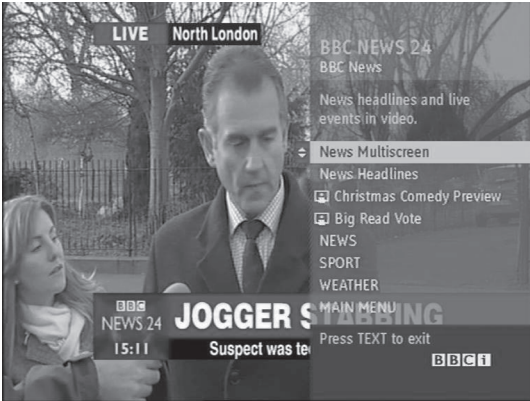 LIVE North London
BBC NEWS 24
BBC News
News headlines and live
events in video.
News Multiscreen
News Headlines
Christmas Comedy Preview
Big Read Vote
NEWS
SPORT
WEATHER
MAIN MENU
Press TEXT to exit
BBCi
BBC
NEWS 24
15:11
JOGGER STABBING
Suspect was